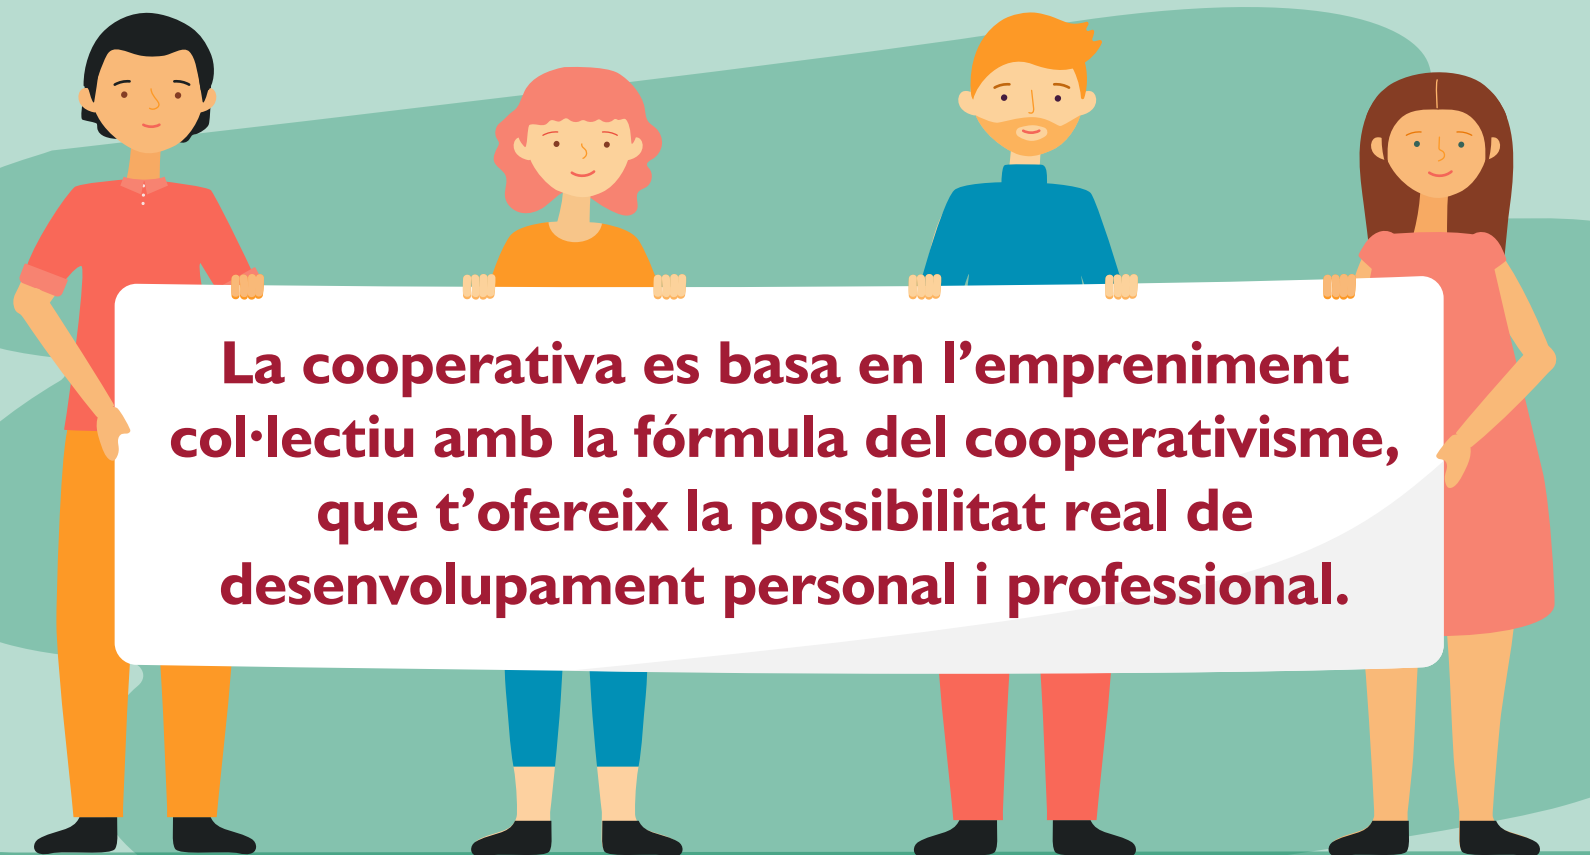 La cooperativa es basa en l’empreniment
col·lectiu amb la fórmula del cooperativisme,
que t’ofereix la possibilitat real de
desenvolupament personal i professional.